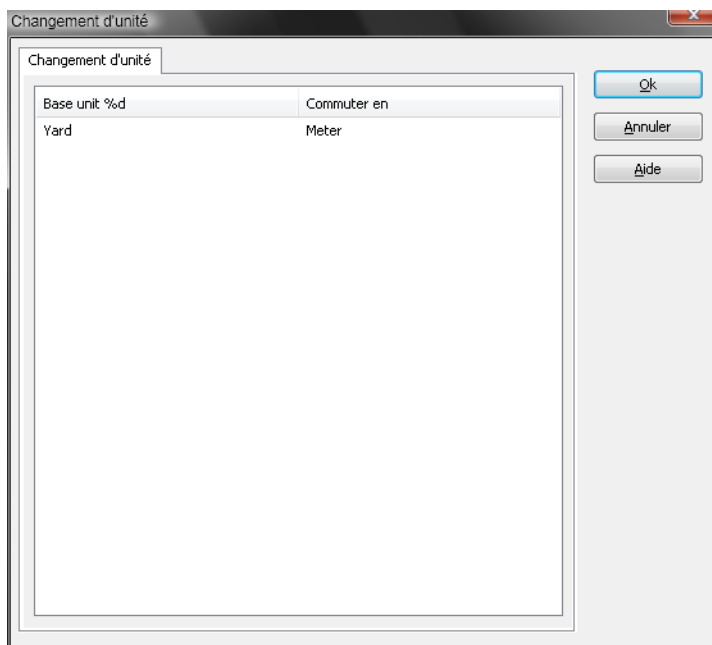 Changement d'unité
Changement d'unité
Base unit %d Commuter en
Yard Meter
Ok
Annuler
Aide